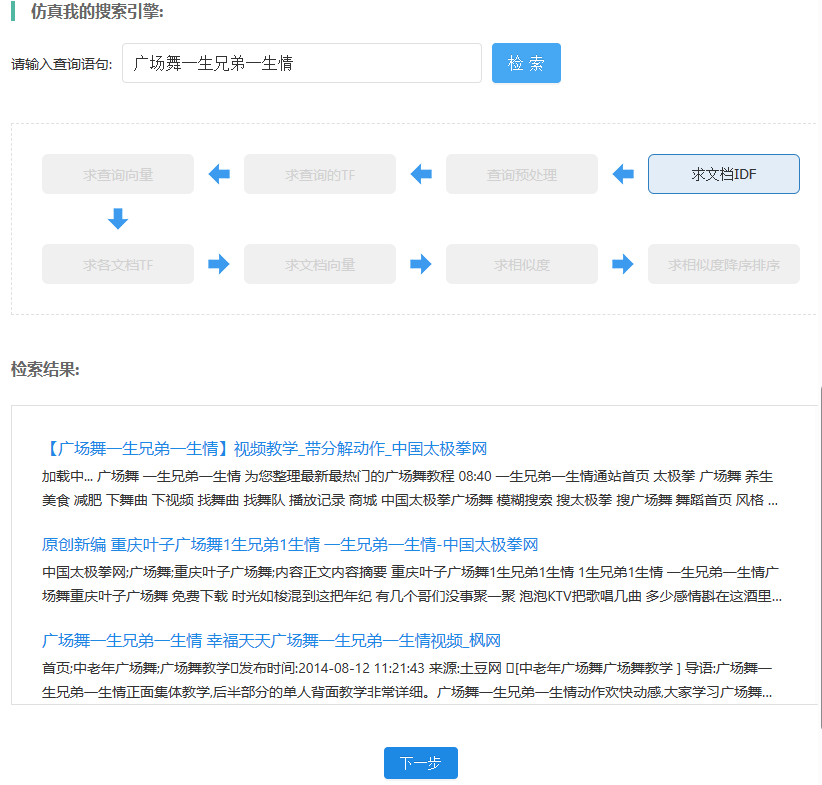 仿真我的搜索引擎:
请输入查询语句: 广场舞一生兄弟一生情 检 索
求查询向量 求查询的TF 查询预处理 求文档IDF
求各文档TF 求文档向量 求相似度 求相似度降序排序
检索结果:
【广场舞一生兄弟一生情】视频教学_带分解动作_中国太极拳网
加载中... 广场舞 一生兄弟一生情 为您整理最新最热门的广场舞教程 08:40 一生兄弟一生情通站首页 太极拳 广场舞 养生
美食 减肥 下舞曲 下视频 找舞曲 找舞队 播放记录 商城 中国太极拳广场舞 模糊搜索 搜太极拳 搜广场舞 舞蹈首页 风格 ...
原创新编 重庆叶子广场舞1生兄弟1生情 一生兄弟一生情-中国太极拳网
中国太极拳网;广场舞;重庆叶子广场舞;内容正文内容摘要 重庆叶子广场舞1生兄弟1生情 1生兄弟1生情 一生兄弟一生情广
场舞重庆叶子广场舞 免费下载 时光如梭混到这把年纪 有几个哥们没事聚一聚 泡泡KTV把歌唱几曲 多少感情斟在这酒里...
广场舞一生兄弟一生情 幸福天天广场舞一生兄弟一生情视频_枫网
首页;中老年广场舞;广场舞教学▯发布时间:2014-08-12 11:21:43 来源:土豆网 ▯[中老年广场舞广场舞教学 ] 导语;广场舞一
生兄弟一生情正面集体教学,后半部分的单人背面教学非常详细。广场舞一生兄弟一生情动作欢快动感,大家学习广场舞...
下一步